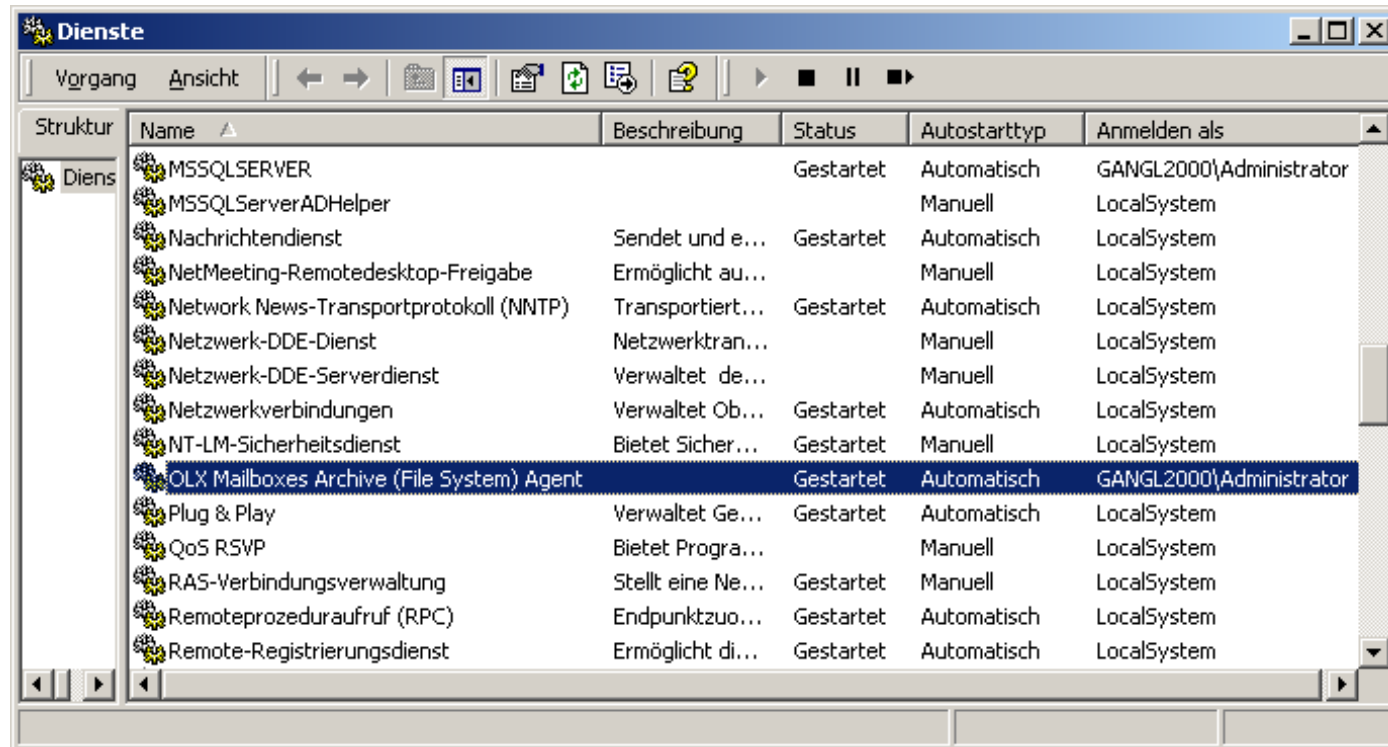 Dienste
Vorgang Ansicht
Struktur Name Beschreibung Status Autostarttyp Anmelden als
Diens MSSQLSERVER Gestartet Automatisch GANGL2000\Administrator
MSSQLServerADHelper Manuell LocalSystem
Nachrichtendienst Sendet und e... Gestartet Automatisch LocalSystem
NetMeeting-Remotedesktop-Freigabe Ermöglicht au... Manuell LocalSystem
Network News-Transportprotokoll (NNTP) Transportiert... Gestartet Automatisch LocalSystem
Netzwerk-DDE-Dienst Netzwerktran... Manuell LocalSystem
Netzwerk-DDE-Serverdienst Verwaltet de... Manuell LocalSystem
Netzwerkverbindungen Verwaltet Ob... Gestartet Automatisch LocalSystem
NT-LM-Sicherheitsdienst Bietet Sicher... Gestartet Manuell LocalSystem
OLX Mailboxes Archive (File System) Agent Gestartet Automatisch GANGL2000\Administrator
Plug & Play Verwaltet Ge... Gestartet Automatisch LocalSystem
QoS RSVP Bietet Progra... Manuell LocalSystem
RAS-Verbindungsverwaltung Stellt eine Ne... Gestartet Manuell LocalSystem
Remoteprozeduraufruf (RPC) Endpunktzuo... Gestartet Automatisch LocalSystem
Remote-Registrierungsdienst Ermöglicht di... Gestartet Automatisch LocalSystem